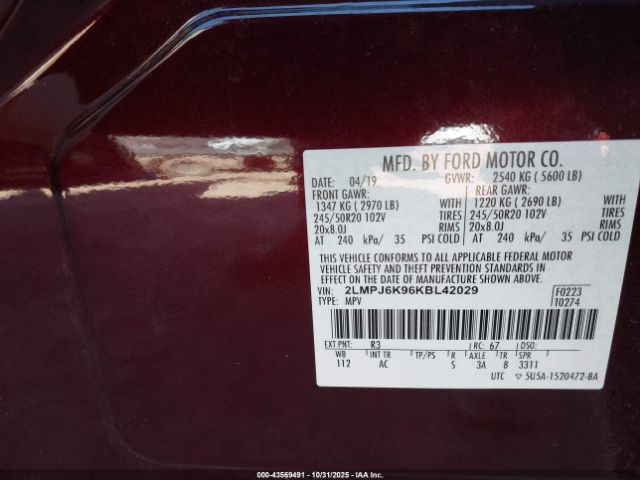 MFD. BY FORD MOTOR CO.
DATE: 04/19 GVWR: 2540 KG ( 5600 LB)
FRONT GAWR: REAR GAWR:
1347 KG ( 2970 LB) WITH 1220 KG ( 2690 LB) WITH
245/50R20 102V TIRES 245/50R20 102V TIRES
20x8.0J RIMS 20x8.0J RIMS
AT 240 kPa/ 35 PSI COLD AT 240 kPa/ 35 PSI COLD
THIS VEHICLE CONFORMS TO ALL APPLICABLE FEDERAL MOTOR
VEHICLE SAFETY AND THEFT PREVENTION STANDARDS IN
EFFECT ON THE DATE OF MANUFACTURE SHOWN ABOVE.
VIN: 2LMPJ6K96KBL42029 F0223
TYPE: MPV T0274
EXT PNT: R3 RC: 67 DSO:
WB INT TR TP/PS R AXLE TR SPR
112 AC S 3A 8 3311
UTC ▽ 5U5A-1520472-BA
000-43569491 - 10/31/2025 - COPYRIGHT © IAA, LLC.